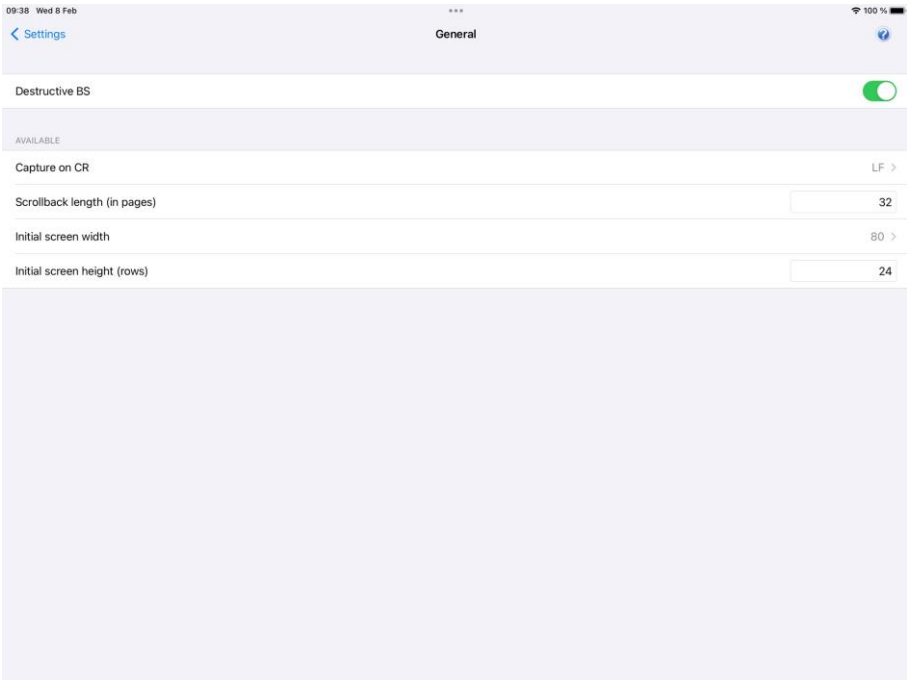 09:38 Wed 8 Feb 100 %
Settings General
Destructive BS
AVAILABLE
Capture on CR LF
Scrollback length (in pages) 32
Initial screen width 80
Initial screen height (rows) 24